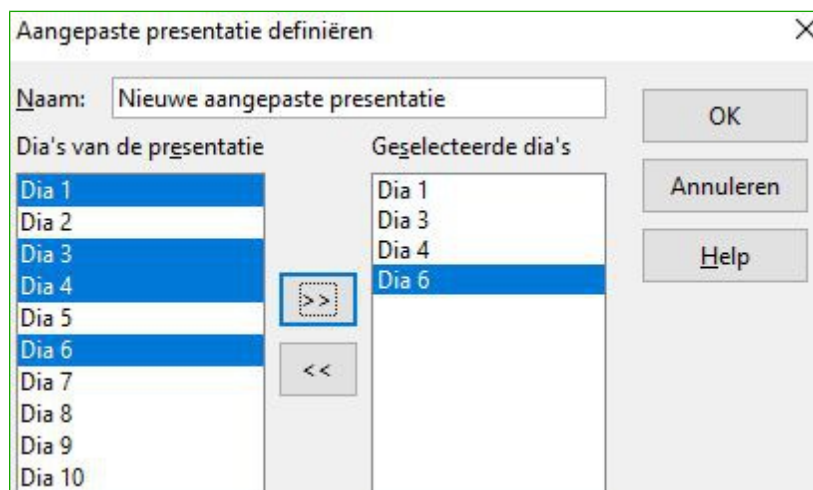 Aangepaste presentatie definiëren
Naam: Nieuwe aangepaste presentatie
OK
Annuleren
Help
Dia's van de presentatie
Dia 1
Dia 2
Dia 3
Dia 4
Dia 5
Dia 6
Dia 7
Dia 8
Dia 9
Dia 10
>>
<<
Geselecteerde dia's
Dia 1
Dia 3
Dia 4
Dia 6